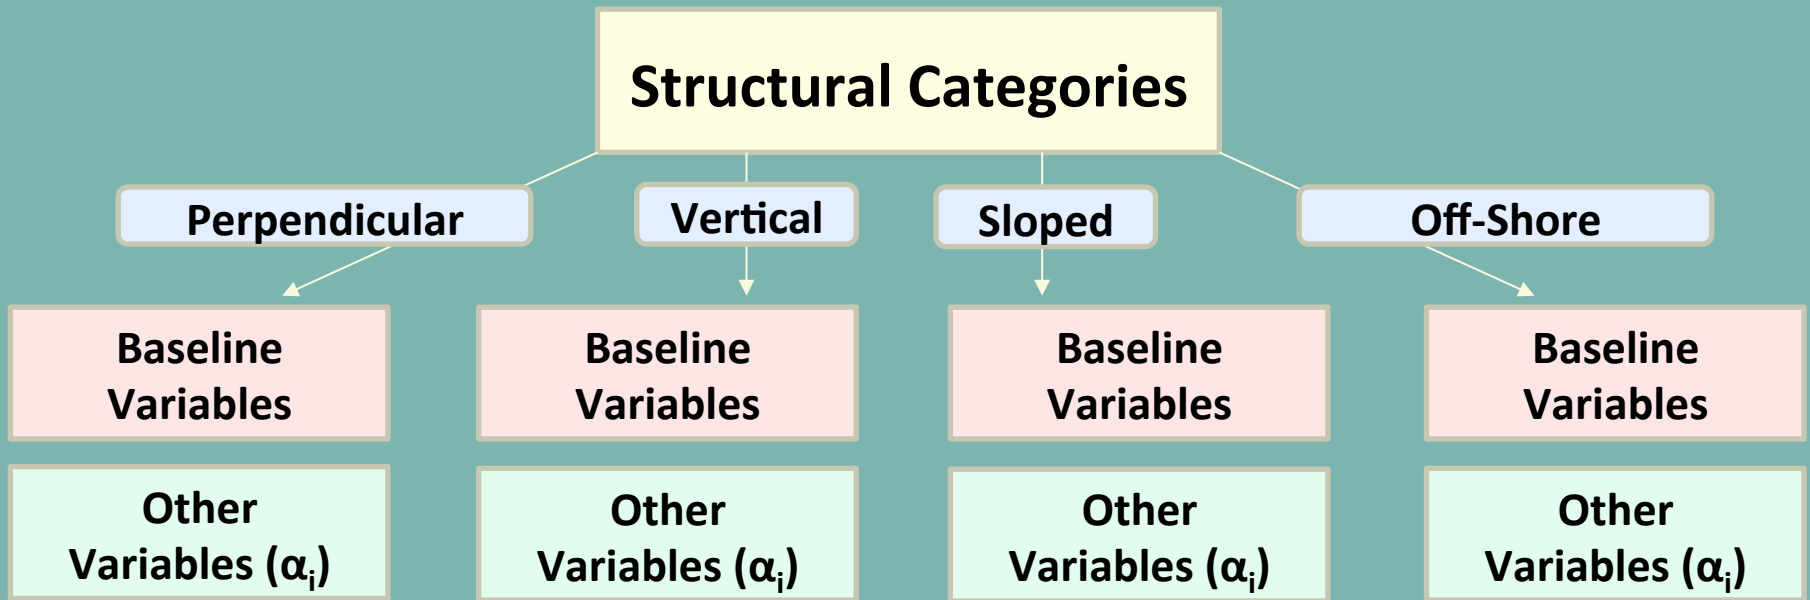 Structural Categories
Perpendicular
Vertical
Sloped
Off-Shore
Baseline
Variables
Baseline
Variables
Baseline
Variables
Baseline
Variables
Other
Variables (αi)
Other
Variables (αi)
Other
Variables (αi)
Other
Variables (αi)